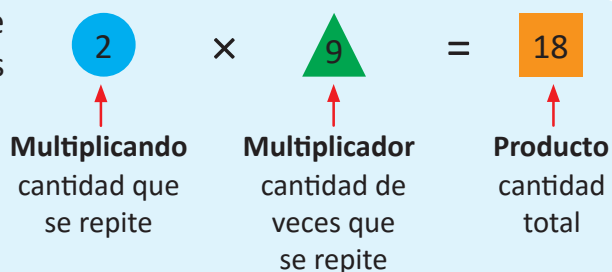 2 × 9 = 18
Multiplicando Multiplicador Producto
cantidad que cantidad de cantidad
se repite veces que total
se repite